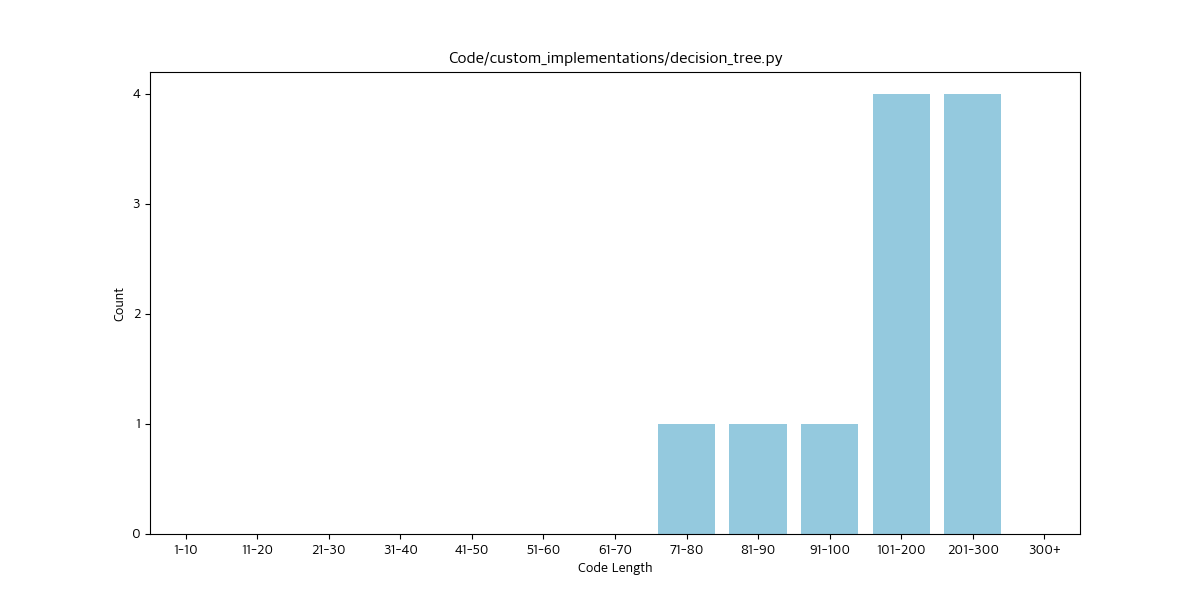 Code/custom_implementations/decision_tree.py
4
3
2
1
0
Count
1-10 11-20 21-30 31-40 41-50 51-60 61-70 71-80 81-90 91-100 101-200 201-300 300+
Code Length